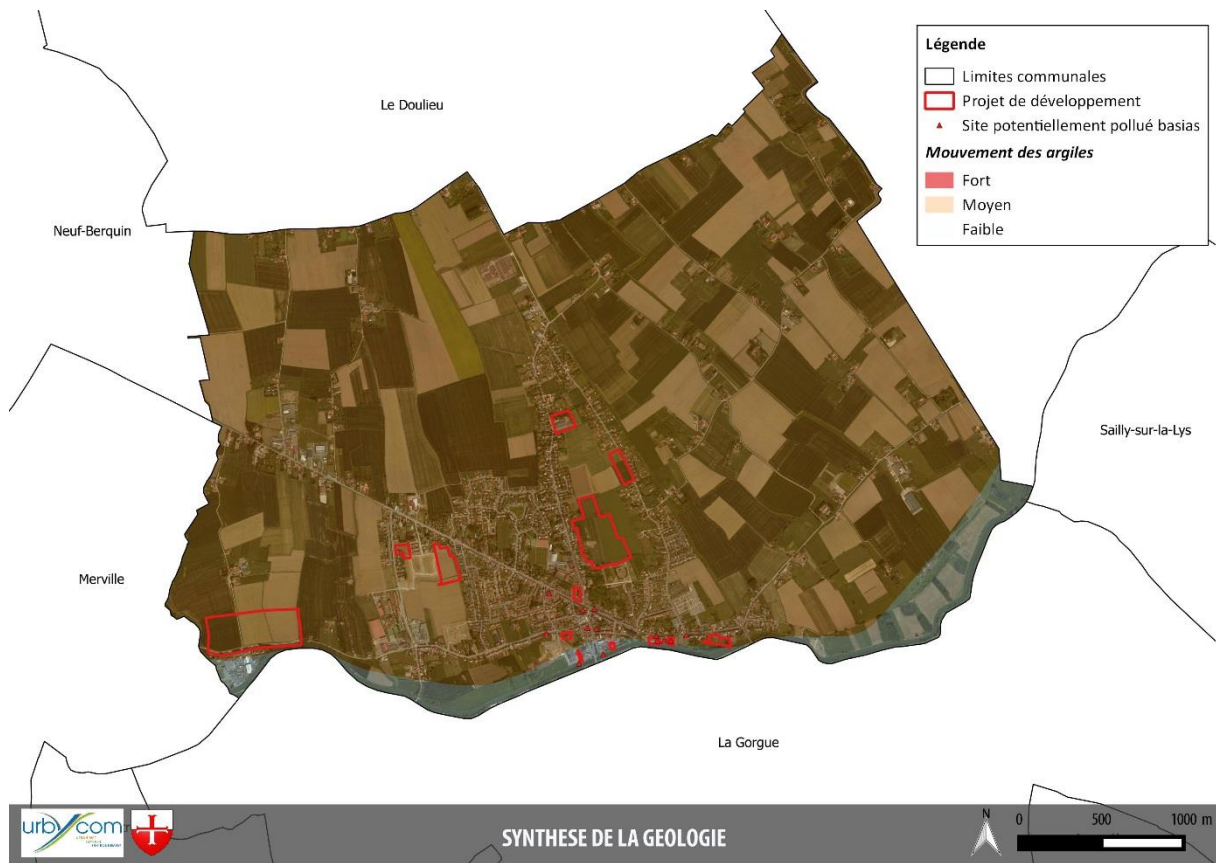 Légende
Limites communales
Projet de développement
Site potentiellement pollué basias
Mouvement des argiles
Fort
Moyen
Faible
Le Doulieu
Neuf-Berquin
Sailly-sur-la-Lys
Merville
La Gorgue
urbycom
SYNTHESE DE LA GEOLOGIE
N
0 500 1000 m